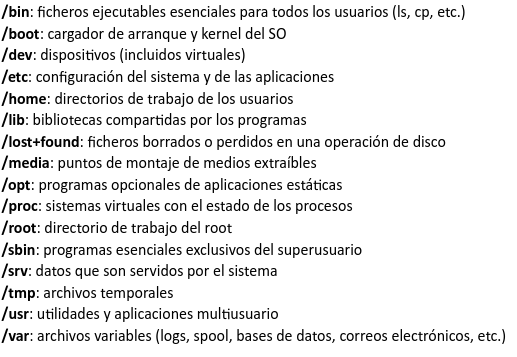 /bin: ficheros ejecutables esenciales para todos los usuarios (ls, cp, etc.)
/boot: cargador de arranque y kernel del SO
/dev: dispositivos (incluidos virtuales)
/etc: configuración del sistema y de las aplicaciones
/home: directorios de trabajo de los usuarios
/lib: bibliotecas compartidas por los programas
/lost+found: ficheros borrados o perdidos en una operación de disco
/media: puntos de montaje de medios extraíbles
/opt: programas opcionales de aplicaciones estáticas
/proc: sistemas virtuales con el estado de los procesos
/root: directorio de trabajo del root
/sbin: programas esenciales exclusivos del superusuario
/srv: datos que son servidos por el sistema
/tmp: archivos temporales
/usr: utilidades y aplicaciones multiusuario
/var: archivos variables (logs, spool, bases de datos, correos electrónicos, etc.)